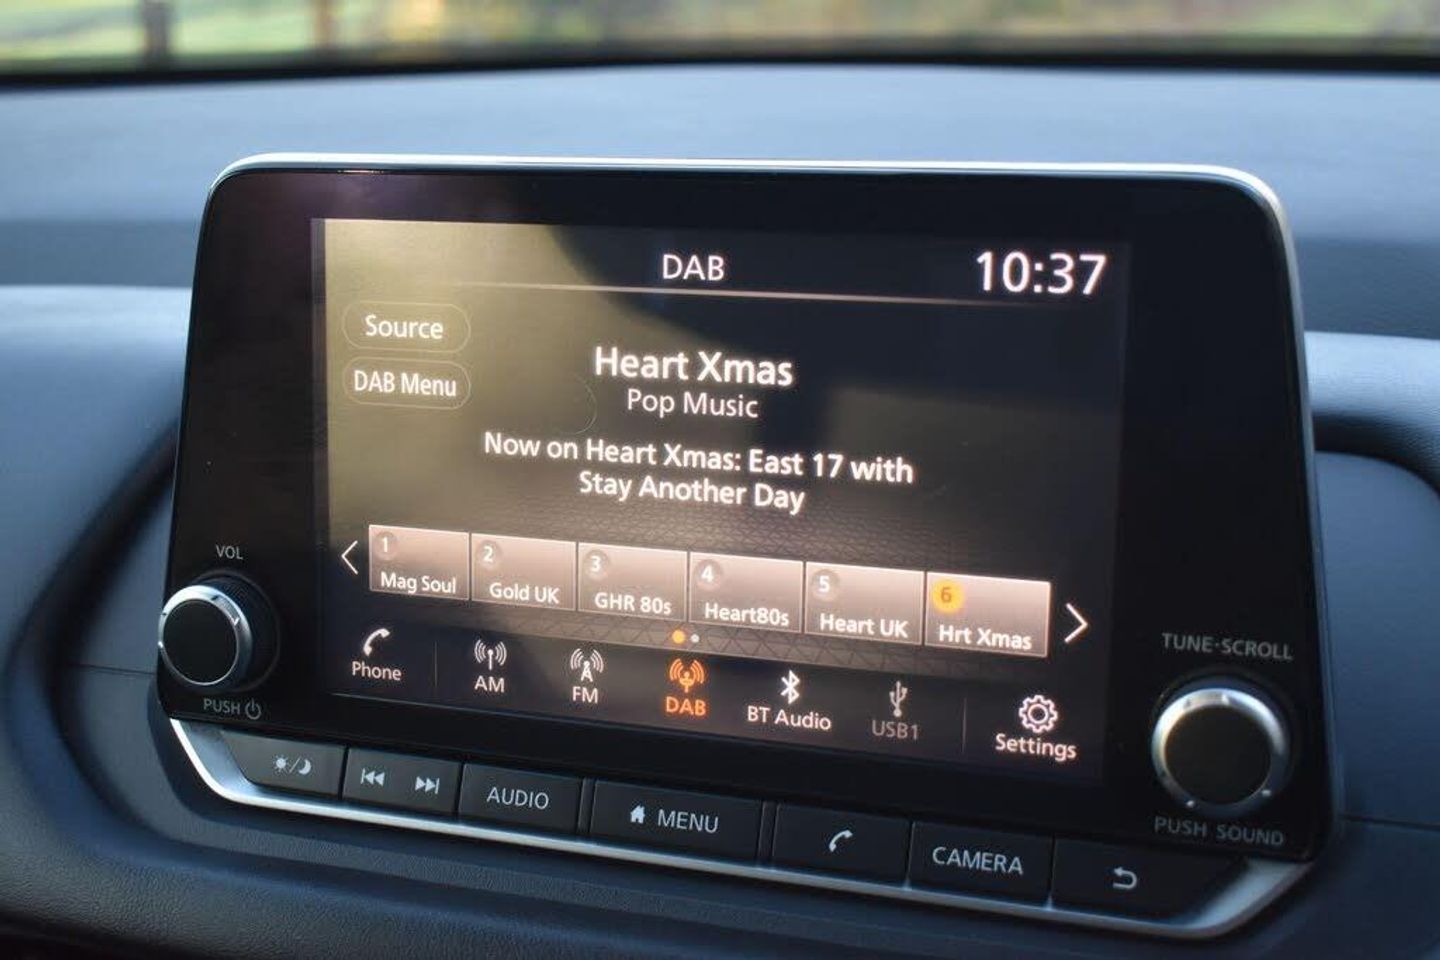 DAB
10:37
Source
DAB Menu
Heart Xmas
Pop Music
Now on Heart Xmas: East 17 with
Stay Another Day
1
Mag Soul
2
Gold UK
3
GHR 80s
4
Heart80s
5
Heart UK
6
Hrt Xmas
Phone
AM
FM
DAB
BT Audio
USB1
Settings
VOL
PUSH
TUNE·SCROLL
PUSH SOUND
AUDIO
MENU
CAMERA